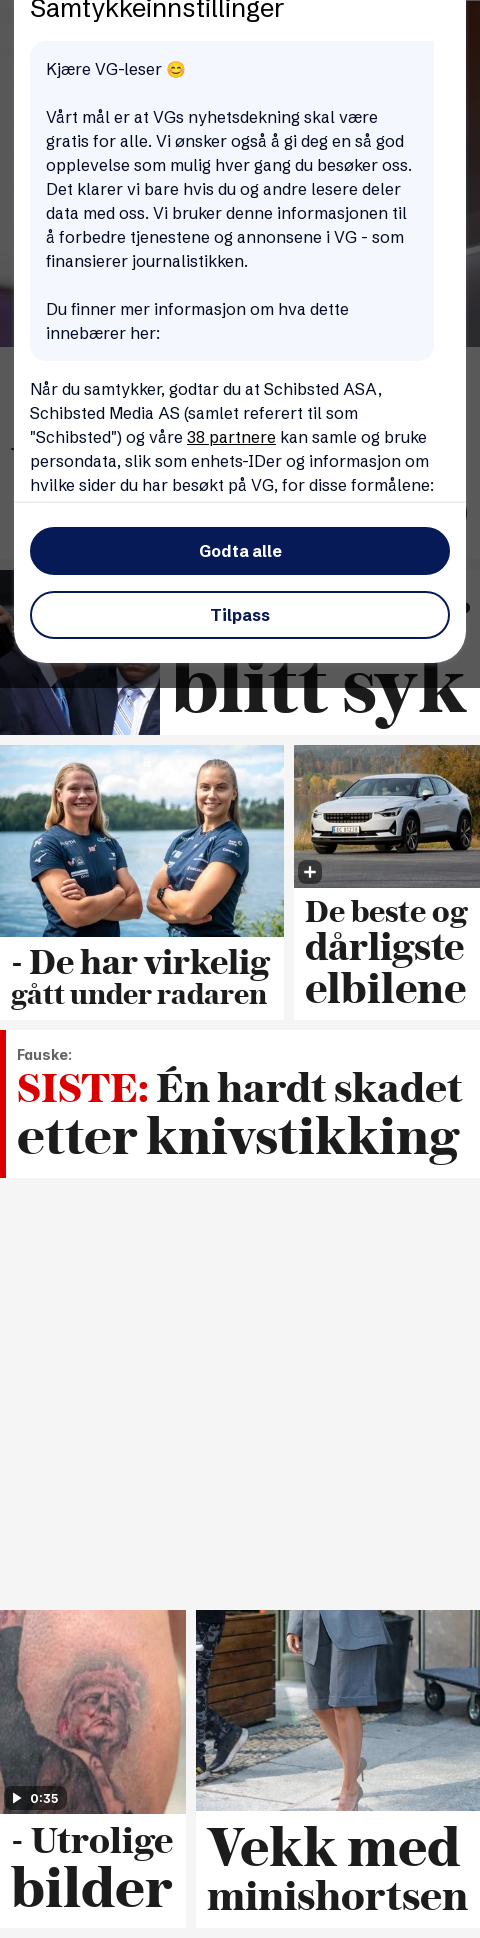 Samtykkeinnstillinger
Kjære VG-leser 😊
Vårt mål er at VGs nyhetsdekning skal være
gratis for alle. Vi ønsker også å gi deg en så god
opplevelse som mulig hver gang du besøker oss.
Det klarer vi bare hvis du og andre lesere deler
data med oss. Vi bruker denne informasjonen til
å forbedre tjenestene og annonsene i VG - som
finansierer journalistikken.
Du finner mer informasjon om hva dette
innebærer her:
Når du samtykker, godtar du at Schibsted ASA,
Schibsted Media AS (samlet referert til som
"Schibsted") og våre 38 partnere kan samle og bruke
persondata, slik som enhets-IDer og informasjon om
hvilke sider du har besøkt på VG, for disse formålene:
Godta alle
Tilpass
blitt syk
- De har virkelig
gått under radaren
De beste og
dårligste
elbilene
Fauske:
SISTE: Én hardt skadet
etter knivstikking
0:35
- Utrolige
bilder
Vekk med
minishortsen